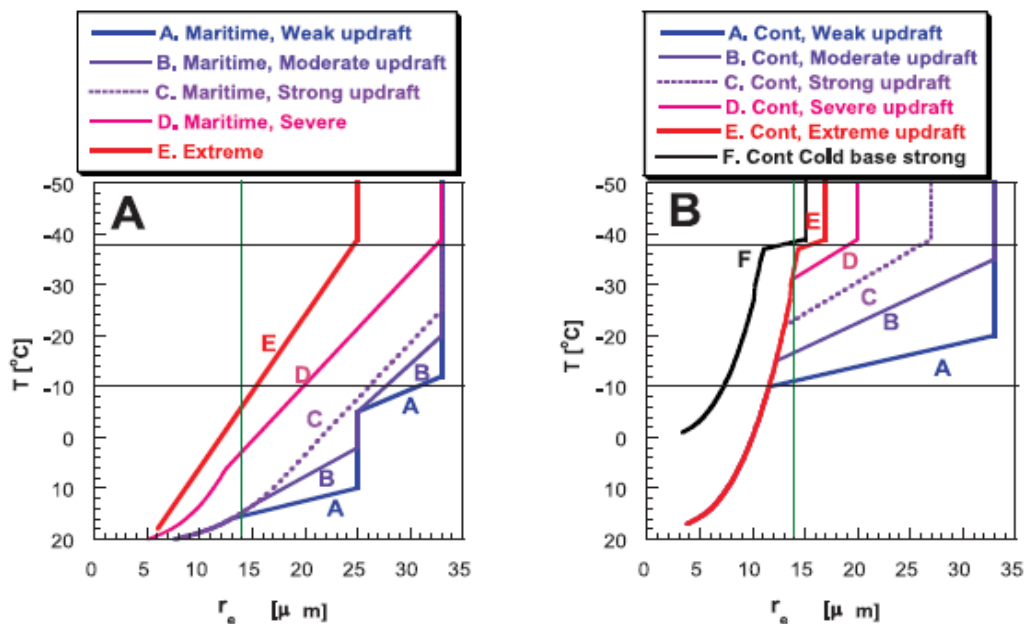 A. Maritime, Weak updraft
B. Maritime, Moderate updraft
C. Maritime, Strong updraft
D. Maritime, Severe
E. Extreme
A
E
D
C
B
A
B
A
-50
-40
-30
-20
-10
0
10
20
T [°C]
0 5 10 15 20 25 30 35
r_e [μ m]
A. Cont, Weak updraft
B. Cont, Moderate updraft
C. Cont, Strong updraft
D. Cont, Severe updraft
E. Cont, Extreme updraft
F. Cont Cold base strong
B
E
F
D
C
B
A
-50
-40
-30
-20
-10
0
10
20
T [°C]
0 5 10 15 20 25 30 35
r_e [μ m]